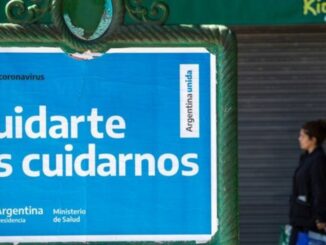 Ki
coronavirus
uidarte
s cuidarnos
Argentina unida
Argentina
Presidencia
Ministerio
de Salud